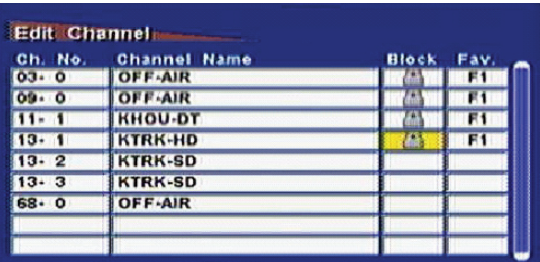 Edit Channel
Ch. No. Channel Name Block Fav.
03- 0 OFF-AIR F1
09- 0 OFF-AIR F1
11- 1 KHOU-DT F1
13- 1 KTRK-HD F1
13- 2 KTRK-SD
13- 3 KTRK-SD
68- 0 OFF-AIR